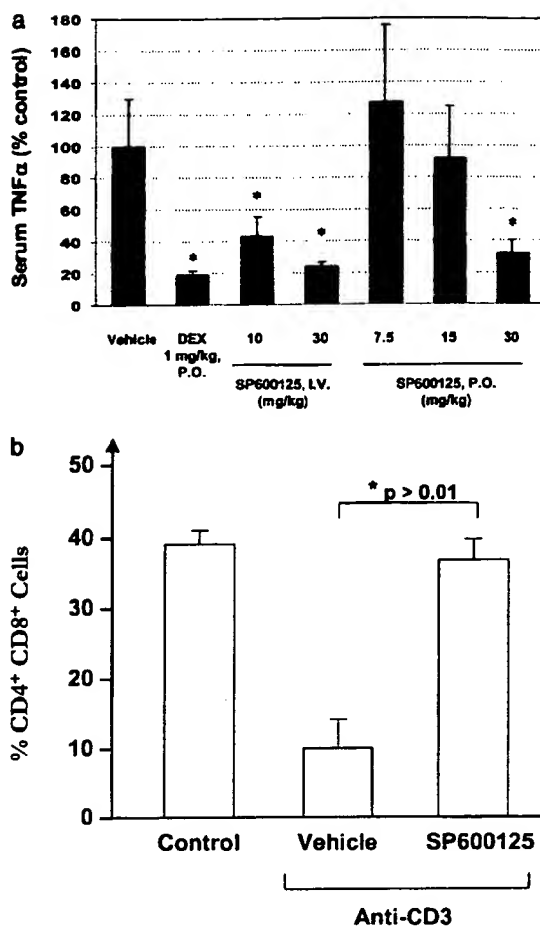 a
Serum TNFα (% control)
180
160
140
120
100
80
60
40
20
0
* * * *
Vehicle DEX 10 30 7.5 15 30
1 mg/kg,
P.O.
SP600125, I.V. SP600125, P.O.
(mg/kg) (mg/kg)
b
% CD4+ CD8+ Cells
50
40
30
20
10
0
* p > 0.01
Control Vehicle SP600125
Anti-CD3